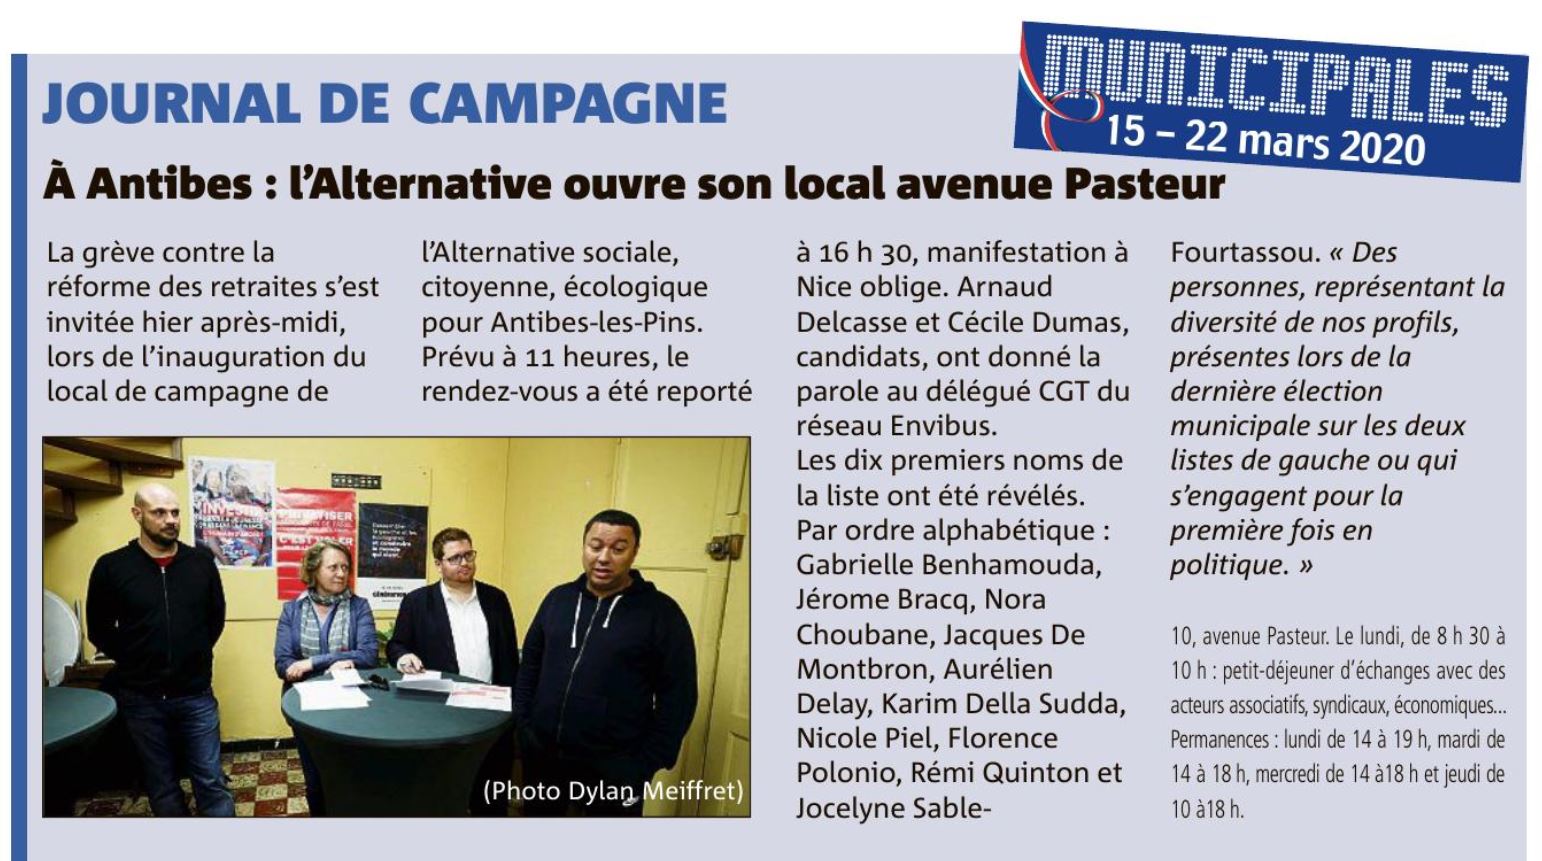 MUNICIPALES
15 – 22 mars 2020
JOURNAL DE CAMPAGNE
À Antibes : l’Alternative ouvre son local avenue Pasteur
La grève contre la
réforme des retraites s’est
invitée hier après-midi,
lors de l’inauguration du
local de campagne de
l’Alternative sociale,
citoyenne, écologique
pour Antibes-les-Pins.
Prévu à 11 heures, le
rendez-vous a été reporté
INVESTIR
PRIVATISER
C'EST VOLER
(Photo Dylan Meiffret)
à 16 h 30, manifestation à
Nice oblige. Arnaud
Delcasse et Cécile Dumas,
candidats, ont donné la
parole au délégué CGT du
réseau Envibus.
Les dix premiers noms de
la liste ont été révélés.
Par ordre alphabétique :
Gabrielle Benhamouda,
Jérome Bracq, Nora
Choubane, Jacques De
Montbron, Aurélien
Delay, Karim Della Sudda,
Nicole Piel, Florence
Polonio, Rémi Quinton et
Jocelyne Sable-
Fourtassou. « Des
personnes, représentant la
diversité de nos profils,
présentes lors de la
dernière élection
municipale sur les deux
listes de gauche ou qui
s’engagent pour la
première fois en
politique. »
10, avenue Pasteur. Le lundi, de 8 h 30 à
10 h : petit-déjeuner d’échanges avec des
acteurs associatifs, syndicaux, économiques...
Permanences : lundi de 14 à 19 h, mardi de
14 à 18 h, mercredi de 14 à18 h et jeudi de
10 à18 h.